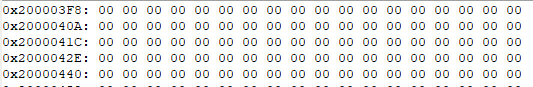 0x200003F8: 00 00 00 00 00 00 00 00 00 00 00 00 00 00 00 00 00 00
0x2000040A: 00 00 00 00 00 00 00 00 00 00 00 00 00 00 00 00 00 00
0x2000041C: 00 00 00 00 00 00 00 00 00 00 00 00 00 00 00 00 00 00
0x2000042E: 00 00 00 00 00 00 00 00 00 00 00 00 00 00 00 00 00 00
0x20000440: 00 00 00 00 00 00 00 00 00 00 00 00 00 00 00 00 00 00